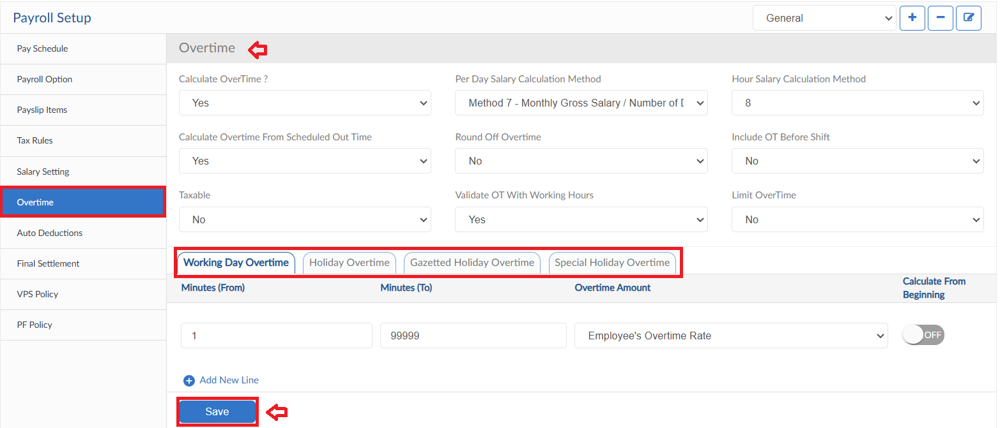 Payroll Setup
General
Pay Schedule
Payroll Option
Payslip Items
Tax Rules
Salary Setting
Overtime
Auto Deductions
Final Settlement
VPS Policy
PF Policy
Overtime
Calculate OverTime ?
Per Day Salary Calculation Method
Hour Salary Calculation Method
Yes
Method 7 - Monthly Gross Salary / Number of D
8
Calculate Overtime From Scheduled Out Time
Round Off Overtime
Include OT Before Shift
Yes
No
No
Taxable
Validate OT With Working Hours
Limit OverTime
No
Yes
No
Working Day Overtime
Holiday Overtime
Gazetted Holiday Overtime
Special Holiday Overtime
Minutes (From)
Minutes (To)
Overtime Amount
Calculate From
Beginning
1
99999
Employee's Overtime Rate
OFF
Add New Line
Save